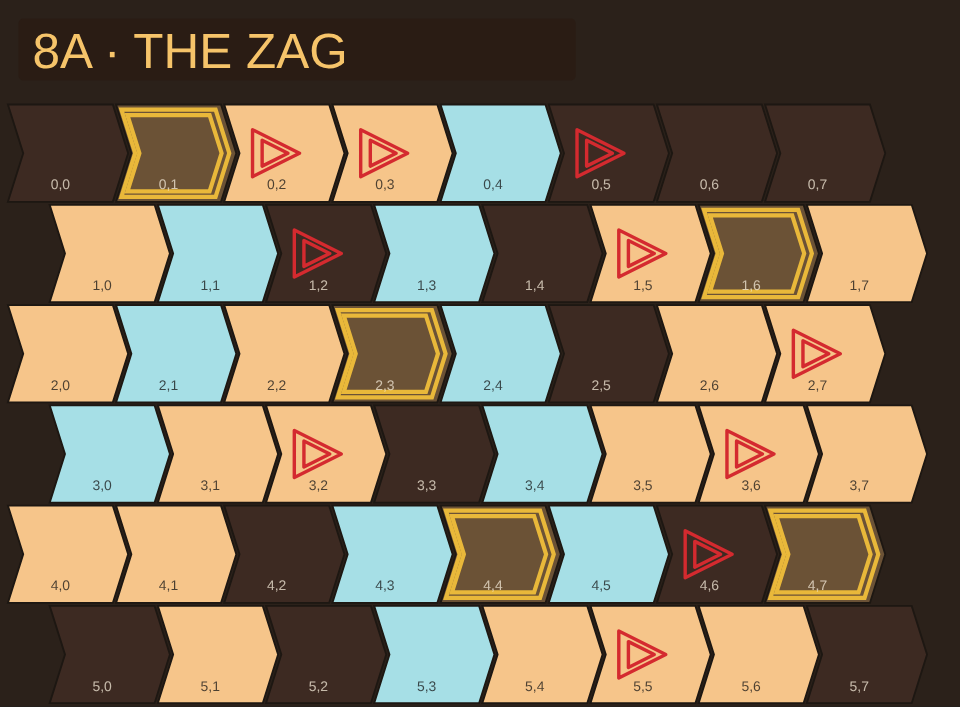 8A · THE ZAG
0,0 0,1 0,2 0,3 0,4 0,5 0,6 0,7
1,0 1,1 1,2 1,3 1,4 1,5 1,6 1,7
2,0 2,1 2,2 2,3 2,4 2,5 2,6 2,7
3,0 3,1 3,2 3,3 3,4 3,5 3,6 3,7
4,0 4,1 4,2 4,3 4,4 4,5 4,6 4,7
5,0 5,1 5,2 5,3 5,4 5,5 5,6 5,7